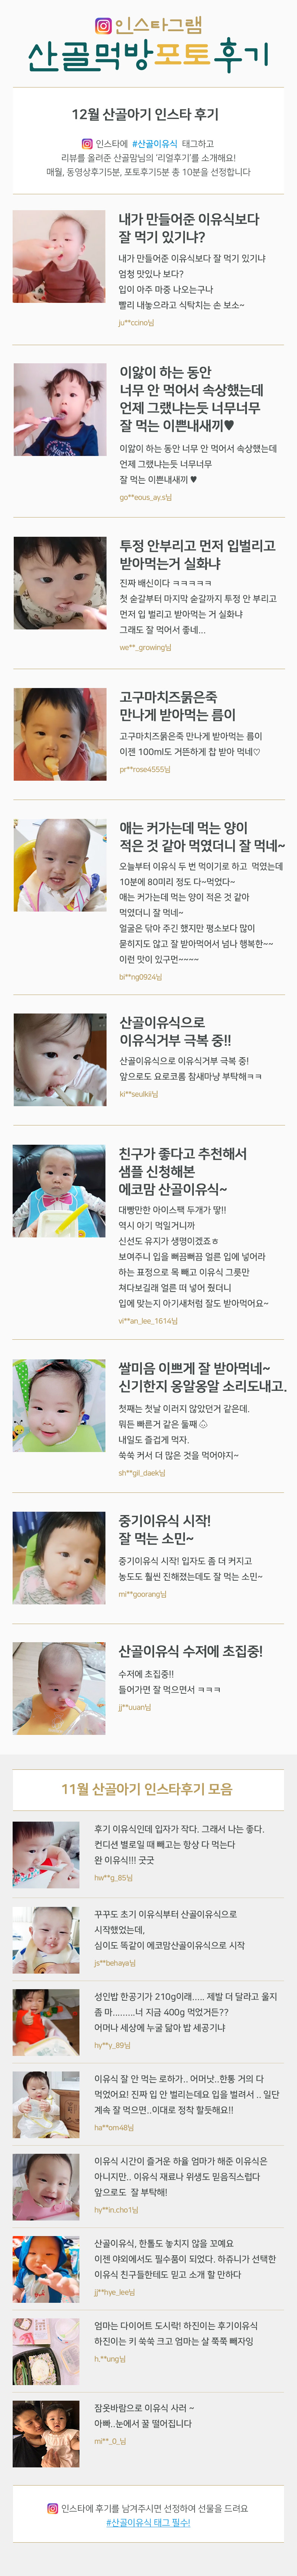 인스타그램
산골먹방포토후기
12월 산골아기 인스타 후기
인스타에 #산골이유식 태그하고
리뷰를 올려준 산골맘님의 '리얼후기'를 소개해요!
매월, 동영상후기5분, 포토후기5분 총 10분을 선정합니다
내가 만들어준 이유식보다
잘 먹기 있기냐?
내가 만들어준 이유식보다 잘 먹기 있기냐
엄청 맛있나 보다?
입이 아주 마중 나오는구나
빨리 내놓으라고 식탁치는 손 보소~
ju**ccino님
이앓이 하는 동안
너무 안 먹어서 속상했는데
언제 그랬냐는듯 너무너무
잘 먹는 이쁜내새끼♥
이앓이 하는 동안 너무 안 먹어서 속상했는데
언제 그랬냐는듯 너무너무
잘 먹는 이쁜내새끼 ♥
go**eous_ay.s님
투정 안부리고 먼저 입벌리고
받아먹는거 실화냐
진짜 배신이다 ㅋㅋㅋㅋㅋ
첫 숟갈부터 마지막 숟갈까지 투정 안 부리고
먼저 입 벌리고 받아먹는 거 실화냐
그래도 잘 먹어서 좋네...
we**_growing님
고구마치즈묽은죽
만나게 받아먹는 름이
고구마치즈묽은죽 만나게 받아먹는 름이
이젠 100ml도 거뜬하게 찹 받아 먹네♡
pr**rose4555님
애는 커가는데 먹는 양이
적은 것 같아 먹였더니 잘 먹네~
오늘부터 이유식 두 번 먹이기로 하고 먹였는데
10분에 80미리 정도 다~먹었다~
애는 커가는데 먹는 양이 적은 것 같아
먹였더니 잘 먹네~
얼굴은 닦아 주긴 했지만 평소보다 많이
묻히지도 않고 잘 받아먹어서 넘나 행복한~~
이런 맛이 있구먼~~~~
bi**ng0924님
산골이유식으로
이유식거부 극복 중!!
산골이유식으로 이유식거부 극복 중!
앞으로도 요로코롬 참새마냥 부탁해ㅋㅋ
ki**seulkii님
친구가 좋다고 추천해서
샘플 신청해본
에코맘 산골이유식~
대빵만한 아이스팩 두개가 땋!!
역시 아기 먹일거니까
신선도 유지가 생명이겠죠ㅎ
보여주니 입을 뻐끔뻐끔 얼른 입에 넣어라
하는 표정으로 목 빼고 이유식 그릇만
쳐다보길래 얼른 떠 넣어 줬더니
입에 맞는지 아기새처럼 잘도 받아먹어요~
vi**an_lee_1614님
쌀미음 이쁘게 잘 받아먹네~
신기한지 옹알옹알 소리도내고.
첫째는 첫날 이러지 않았던거 같은데.
뭐든 빠른거 같은 둘째
내일도 즐겁게 먹자.
쑥쑥 커서 더 많은 것을 먹어야지~
sh**gil_daek님
중기이유식 시작!
잘 먹는 소민~
중기이유식 시작! 입자도 좀 더 커지고
농도도 훨씬 진해졌는데도 잘 먹는 소민~
mi**goorang님
산골이유식 수저에 초집중!
수저에 초집중!!
들어가면 잘 먹으면서 ㅋㅋㅋ
jj**uuan님
11월 산골아기 인스타후기 모음
후기 이유식인데 입자가 작다. 그래서 나는 좋다.
컨디션 별로일 때 빼고는 항상 다 먹는다
완 이유식!!! 굿굿
hw**g_85님
꾸꾸도 초기 이유식부터 산골이유식으로
시작했었는데,
심이도 똑같이 에코맘산골이유식으로 시작
js**behaya님
성인밥 한공기가 210g이래..... 제발 더 달라고 울지
좀 마.........너 지금 400g 먹었거든??
어머나 세상에 누굴 닮아 밥 세공기냐
hy**y_89님
이유식 잘 안 먹는 로하가.. 어머낫..한통 거의 다
먹었어요! 진짜 입 안 벌리는데요 입을 벌려서 .. 일단
계속 잘 먹으면..이대로 정착 할듯해요!!
ha**om48님
이유식 시간이 즐거운 하율 엄마가 해준 이유식은
아니지만.. 이유식 재료나 위생도 믿음직스럽다
앞으로도 잘 부탁해!
hy**in.cho1님
산골이유식, 한톨도 놓치지 않을 꼬예요
이젠 야외에서도 필수품이 되었다. 하쥬니가 선택한
이유식 친구들한테도 믿고 소개 할 만하다
jj**hye_lee님
엄마는 다이어트 도시락! 하진이는 후기이유식
하진이는 키 쑥쑥 크고 엄마는 살 쭉쭉 빼자잉
h.**ung님
잠옷바람으로 이유식 사러 ~
아빠..눈에서 꿀 떨어집니다
mi**_0_님
인스타에 후기를 남겨주시면 선정하여 선물을 드려요
#산골이유식 태그 필수!